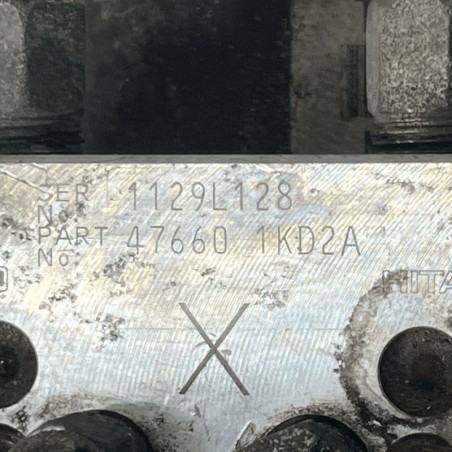 SER No. 1129L128
PART No. 47660 1KD2A
HITA
X